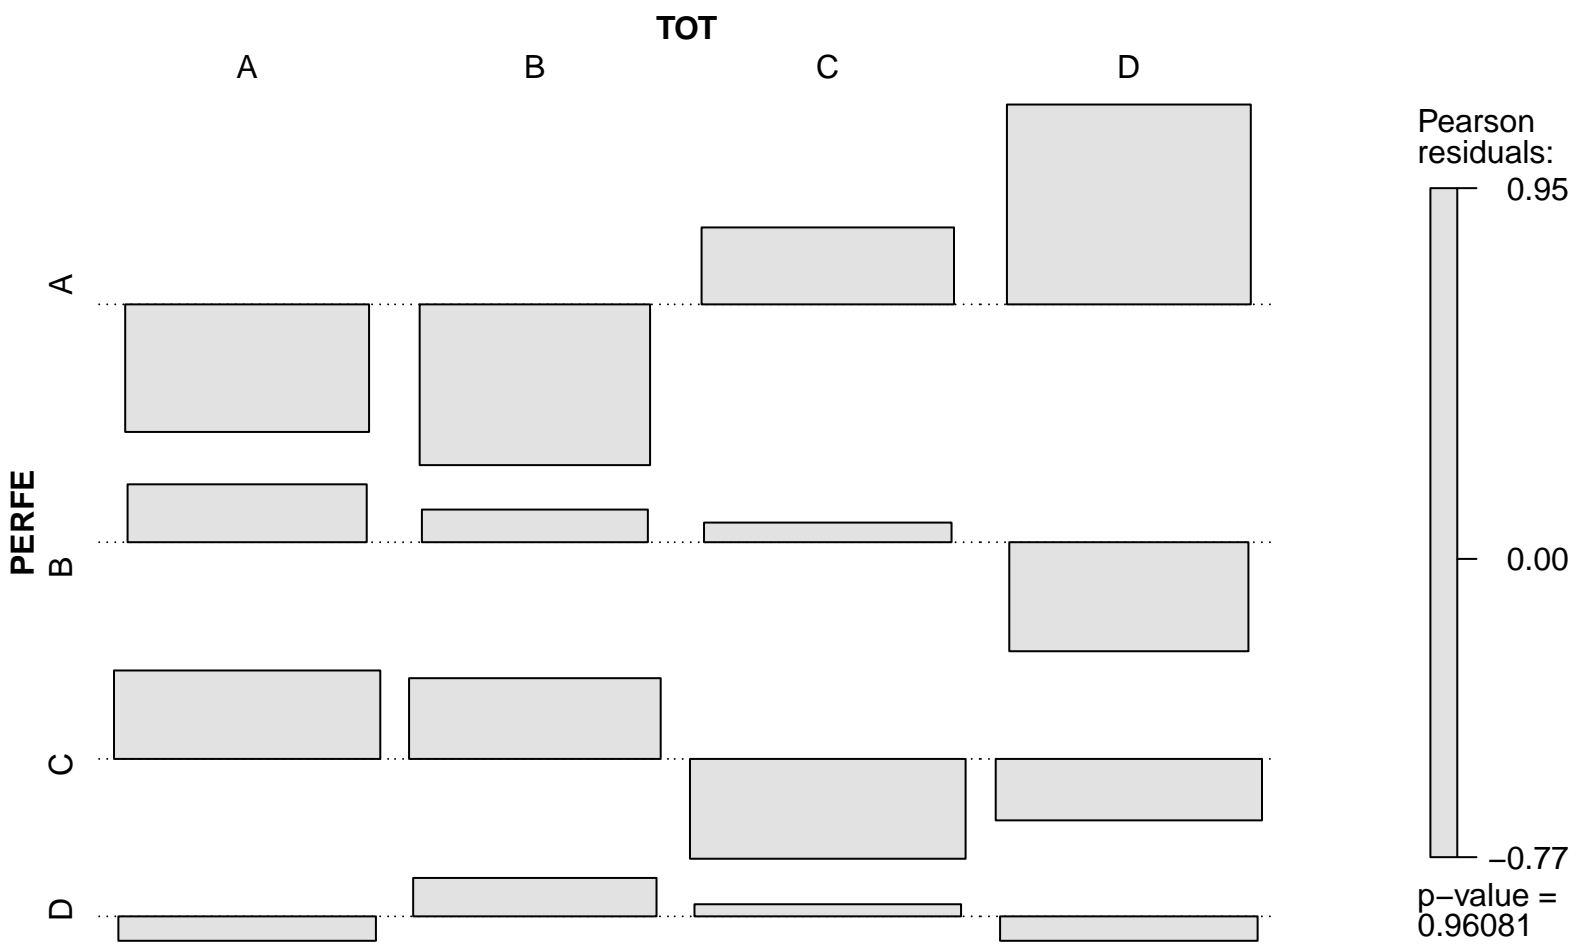 TOT
A B C D
PERFE
A
B
C
D
Pearson
residuals:
0.95
0.00
−0.77
p−value =
0.96081